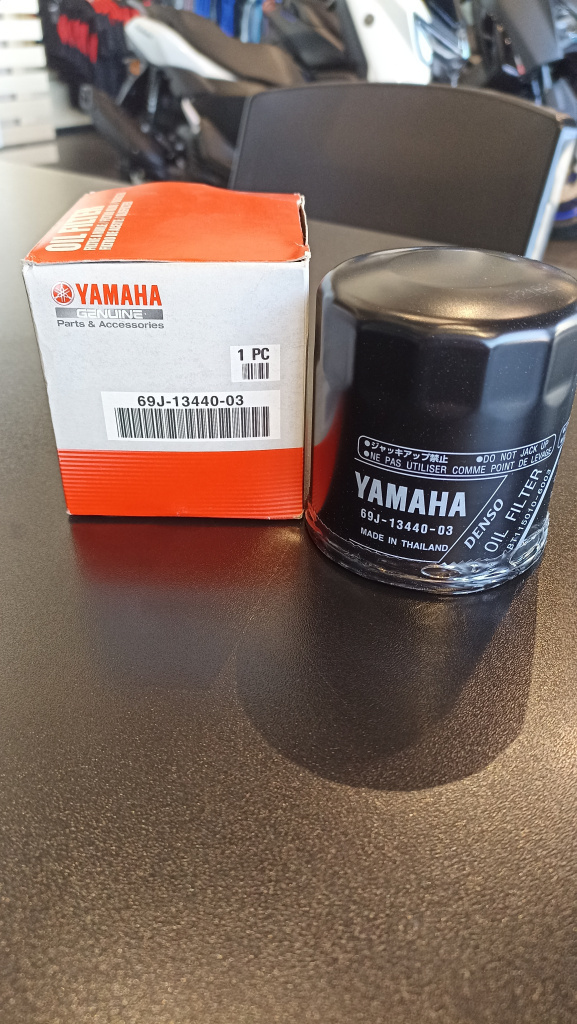 OIL FILTER
YAMAHA
GENUINE
Parts & Accessories
1 PC
69J-13440-03
●ジャッキアップ禁止
●DO NOT JACK UP
●NE PAS UTILISER COMME POINT DE LEVAGE
YAMAHA
69J-13440-03
MADE IN THAILAND
DENSO
OIL FILTER
BT115010-6003